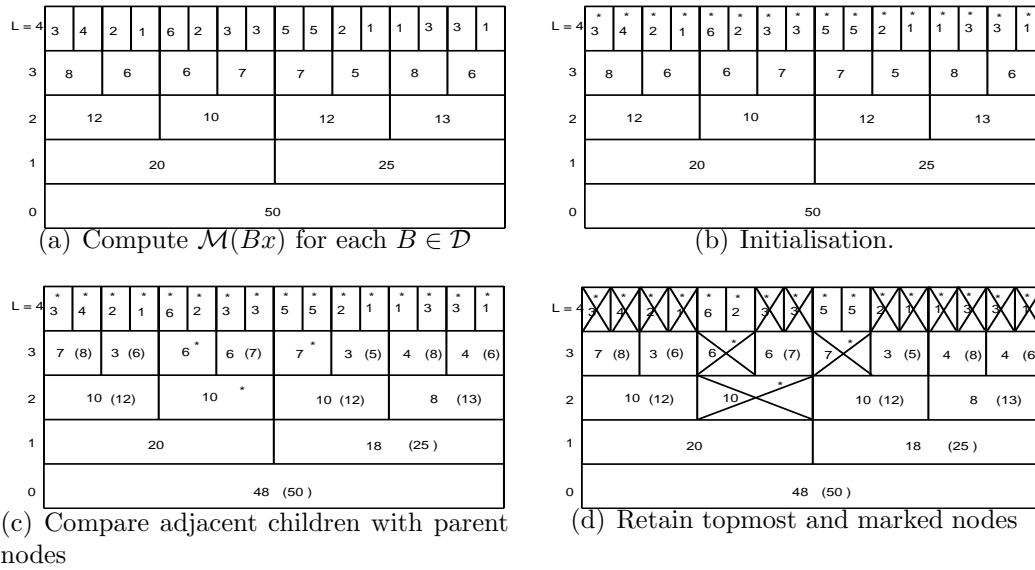 L = 4 3 4 2 1 6 2 3 3 5 5 2 1 1 3 3 1
3 8 6 6 7 7 5 8 6
2 12 10 12 13
1 20 25
0 50
(a) Compute M(Bx) for each B ∈ D
* * * * * * * * * * * * * * * *
L = 4 3 4 2 1 6 2 3 3 5 5 2 1 1 3 3 1
3 8 6 6 7 7 5 8 6
2 12 10 12 13
1 20 25
0 50
(b) Initialisation.
* * * * * * * * * * * * * * * *
L = 4 3 4 2 1 6 2 3 3 5 5 2 1 1 3 3 1
3 7 (8) 3 (6) 6 * 6 (7) 7 * 3 (5) 4 (8) 4 (6)
2 10 (12) 10 * 10 (12) 8 (13)
1 20 18 (25 )
0 48 (50 )
(c) Compare adjacent children with parent
nodes
* * * * * * * * * * * * * * * *
L = 4 3 4 2 1 6 2 3 3 5 5 2 1 1 3 3 1
3 7 (8) 3 (6) 6 * 6 (7) 7 * 3 (5) 4 (8) 4 (6
2 10 (12) 10 * 10 (12) 8 (13)
1 20 18 (25 )
0 48 (50 )
(d) Retain topmost and marked nodes